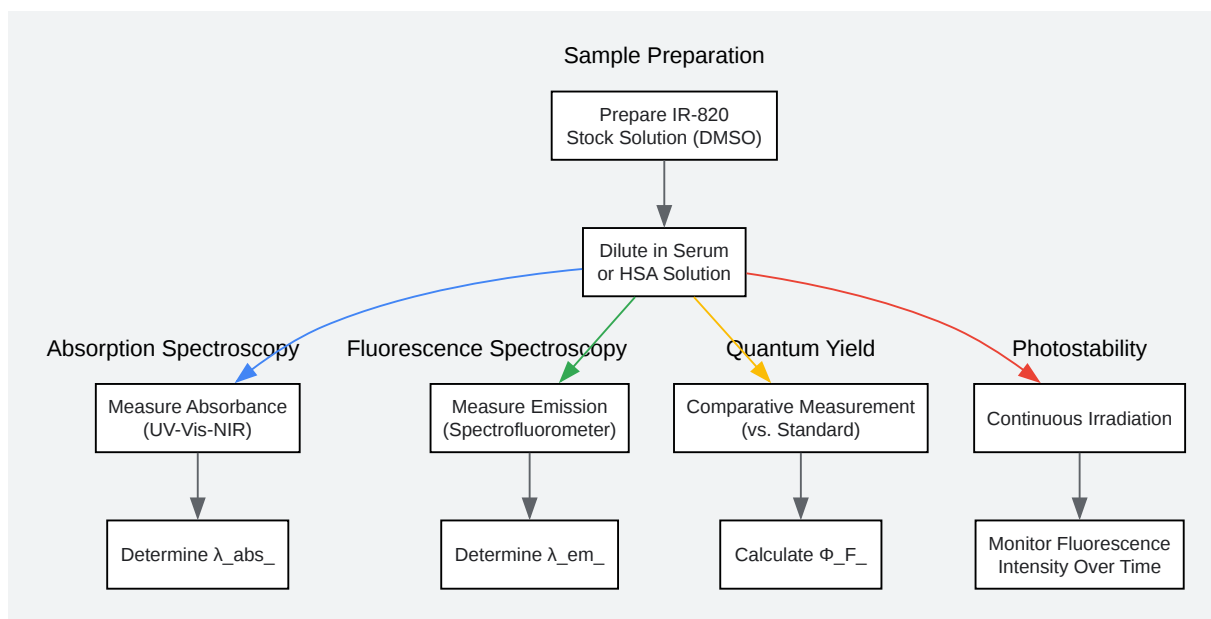 Sample Preparation
Prepare IR-820
Stock Solution (DMSO)
Dilute in Serum
or HSA Solution
Absorption Spectroscopy
Fluorescence Spectroscopy
Quantum Yield
Photostability
Measure Absorbance
(UV-Vis-NIR)
Measure Emission
(Spectrofluorometer)
Comparative Measurement
(vs. Standard)
Continuous Irradiation
Determine λ_abs_
Determine λ_em_
Calculate Φ_F_
Monitor Fluorescence
Intensity Over Time